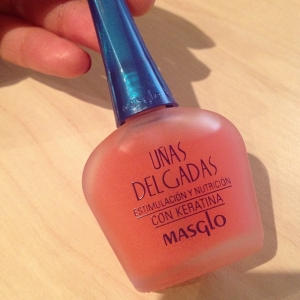 UÑAS
DELGADAS
ESTIMULACIÓN Y NUTRICIÓN
CON KERATINA
MASGLO